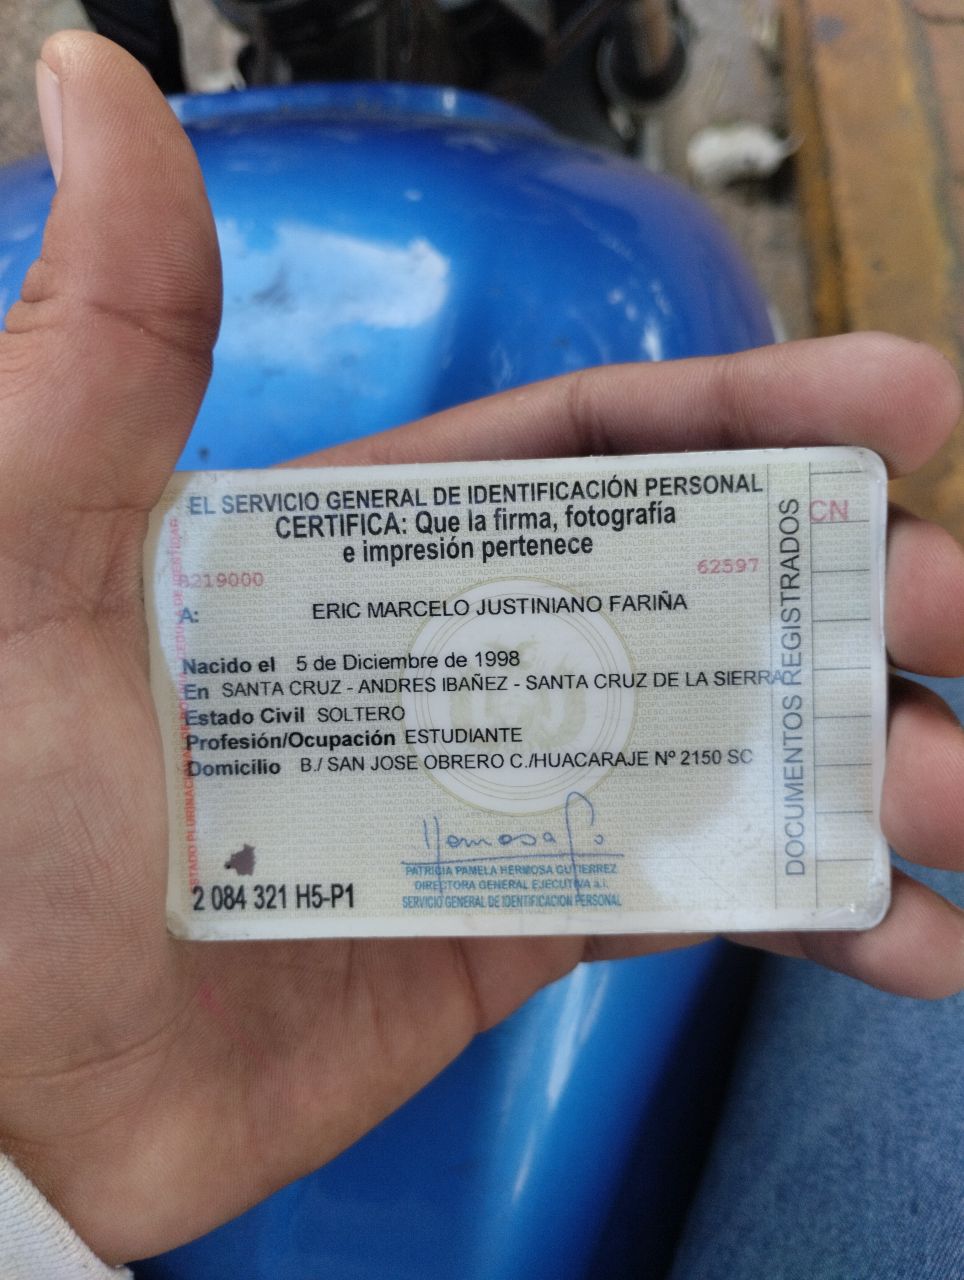 EL SERVICIO GENERAL DE IDENTIFICACIÓN PERSONAL
CERTIFICA: Que la firma, fotografía
e impresión pertenece
8219000 62597
A: ERIC MARCELO JUSTINIANO FARIÑA
Nacido el 5 de Diciembre de 1998
En SANTA CRUZ - ANDRES IBAÑEZ - SANTA CRUZ DE LA SIERRA
Estado Civil SOLTERO
Profesión/Ocupación ESTUDIANTE
Domicilio B./ SAN JOSE OBRERO C./HUACARAJE Nº 2150 SC
Hermosa
PATRICIA PAMELA HERMOSA GUTIERREZ
DIRECTORA GENERAL EJECUTIVA a.i.
SERVICIO GENERAL DE IDENTIFICACION PERSONAL
2 084 321 H5-P1
DOCUMENTOS REGISTRADOS
CN